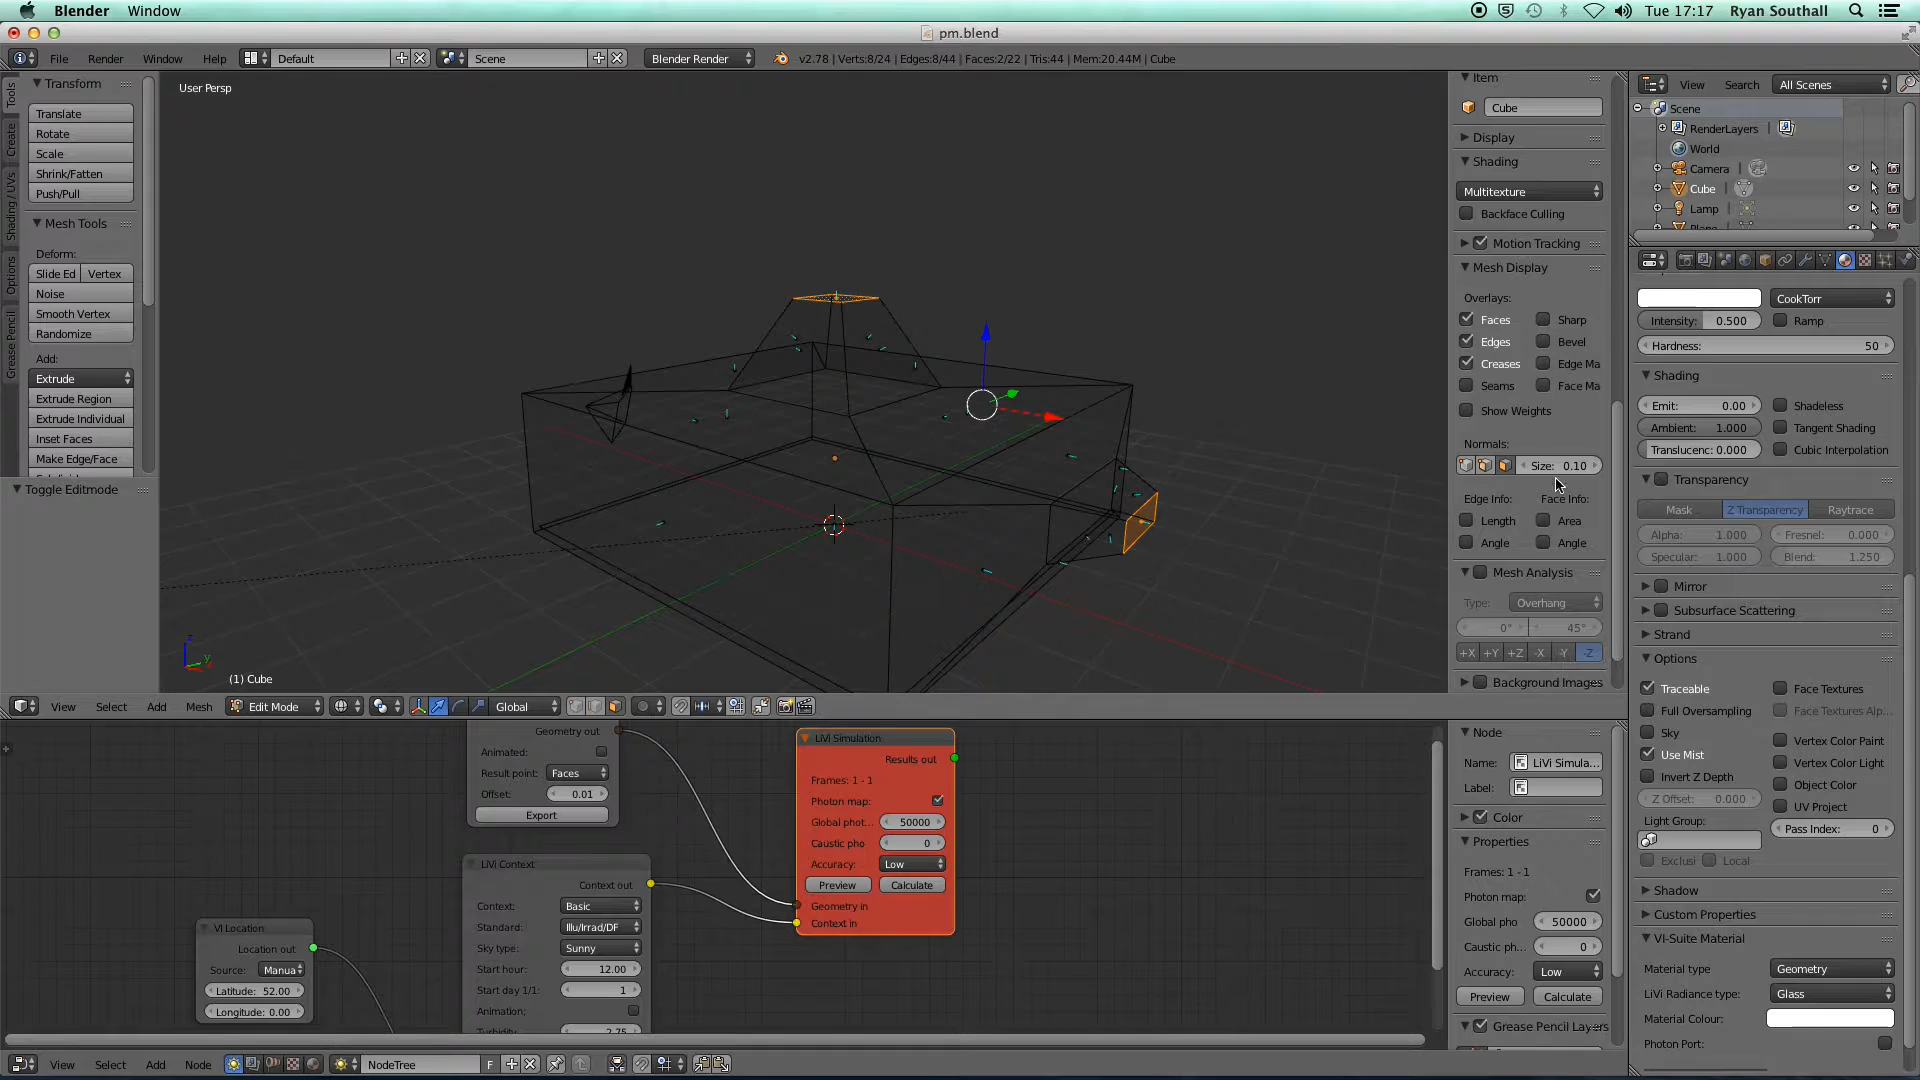 Blender Window Tue 17:17 Ryan Southall
pm.blend
File Render Window Help Default Scene Blender Render v2.78 | Verts:8/24 | Edges:8/44 | Faces:2/22 | Tris:44 | Mem:20.44M | Cube
Tools
Create
Shading / UVs
Options
Grease Pencil
Transform
Translate
Rotate
Scale
Shrink/Fatten
Push/Pull
Mesh Tools
Deform:
Slide Ed Vertex
Noise
Smooth Vertex
Randomize
Add:
Extrude
Extrude Region
Extrude Individual
Inset Faces
Make Edge/Face
Toggle Editmode
User Persp
(1) Cube
View Select Add Mesh Edit Mode Global
Item
Cube
Display
Shading
Multitexture
Backface Culling
Motion Tracking
Mesh Display
Overlays:
Faces Sharp
Edges Bevel
Creases Edge Ma
Seams Face Ma
Show Weights
Normals:
Size: 0.10
Edge Info: Face Info:
Length Area
Angle Angle
Mesh Analysis
Type: Overhang
0° 45°
+X +Y +Z -X -Y -Z
Background Images
View Search All Scenes
Scene
RenderLayers
World
Camera
Cube
Lamp
CookTorr
Intensity: 0.500 Ramp
Hardness: 50
Shading
Emit: 0.00 Shadeless
Ambient: 1.000 Tangent Shading
Translucenc: 0.000 Cubic Interpolation
Transparency
Mask Z Transparency Raytrace
Alpha: 1.000 Fresnel: 0.000
Specular: 1.000 Blend: 1.250
Mirror
Subsurface Scattering
Strand
Options
Traceable Face Textures
Full Oversampling Face Textures Alp...
Sky Vertex Color Paint
Use Mist Vertex Color Light
Invert Z Depth Object Color
Z Offset: 0.000 UV Project
Light Group: Pass Index: 0
Exclusi Local
Shadow
Custom Properties
VI-Suite Material
Material type Geometry
LiVi Radiance type: Glass
Material Colour:
Photon Port:
Geometry out
Animated:
Result point: Faces
Offset: 0.01
Export
LiVi Context
Context out
Context: Basic
Standard: Illu/Irrad/DF
Sky type: Sunny
Start hour: 12.00
Start day 1/1: 1
Animation;
Turbidity 2.75
VI Location
Location out
Source: Manua
Latitude: 52.00
Longitude: 0.00
LiVi Simulation
Results out
Frames: 1 - 1
Photon map:
Global phot... 50000
Caustic pho 0
Accuracy: Low
Preview Calculate
Geometry in
Context in
Node
Name: LiVi Simula...
Label:
Color
Properties
Frames: 1 - 1
Photon map:
Global pho 50000
Caustic ph... 0
Accuracy: Low
Preview Calculate
Grease Pencil Layers
View Select Add Node NodeTree F